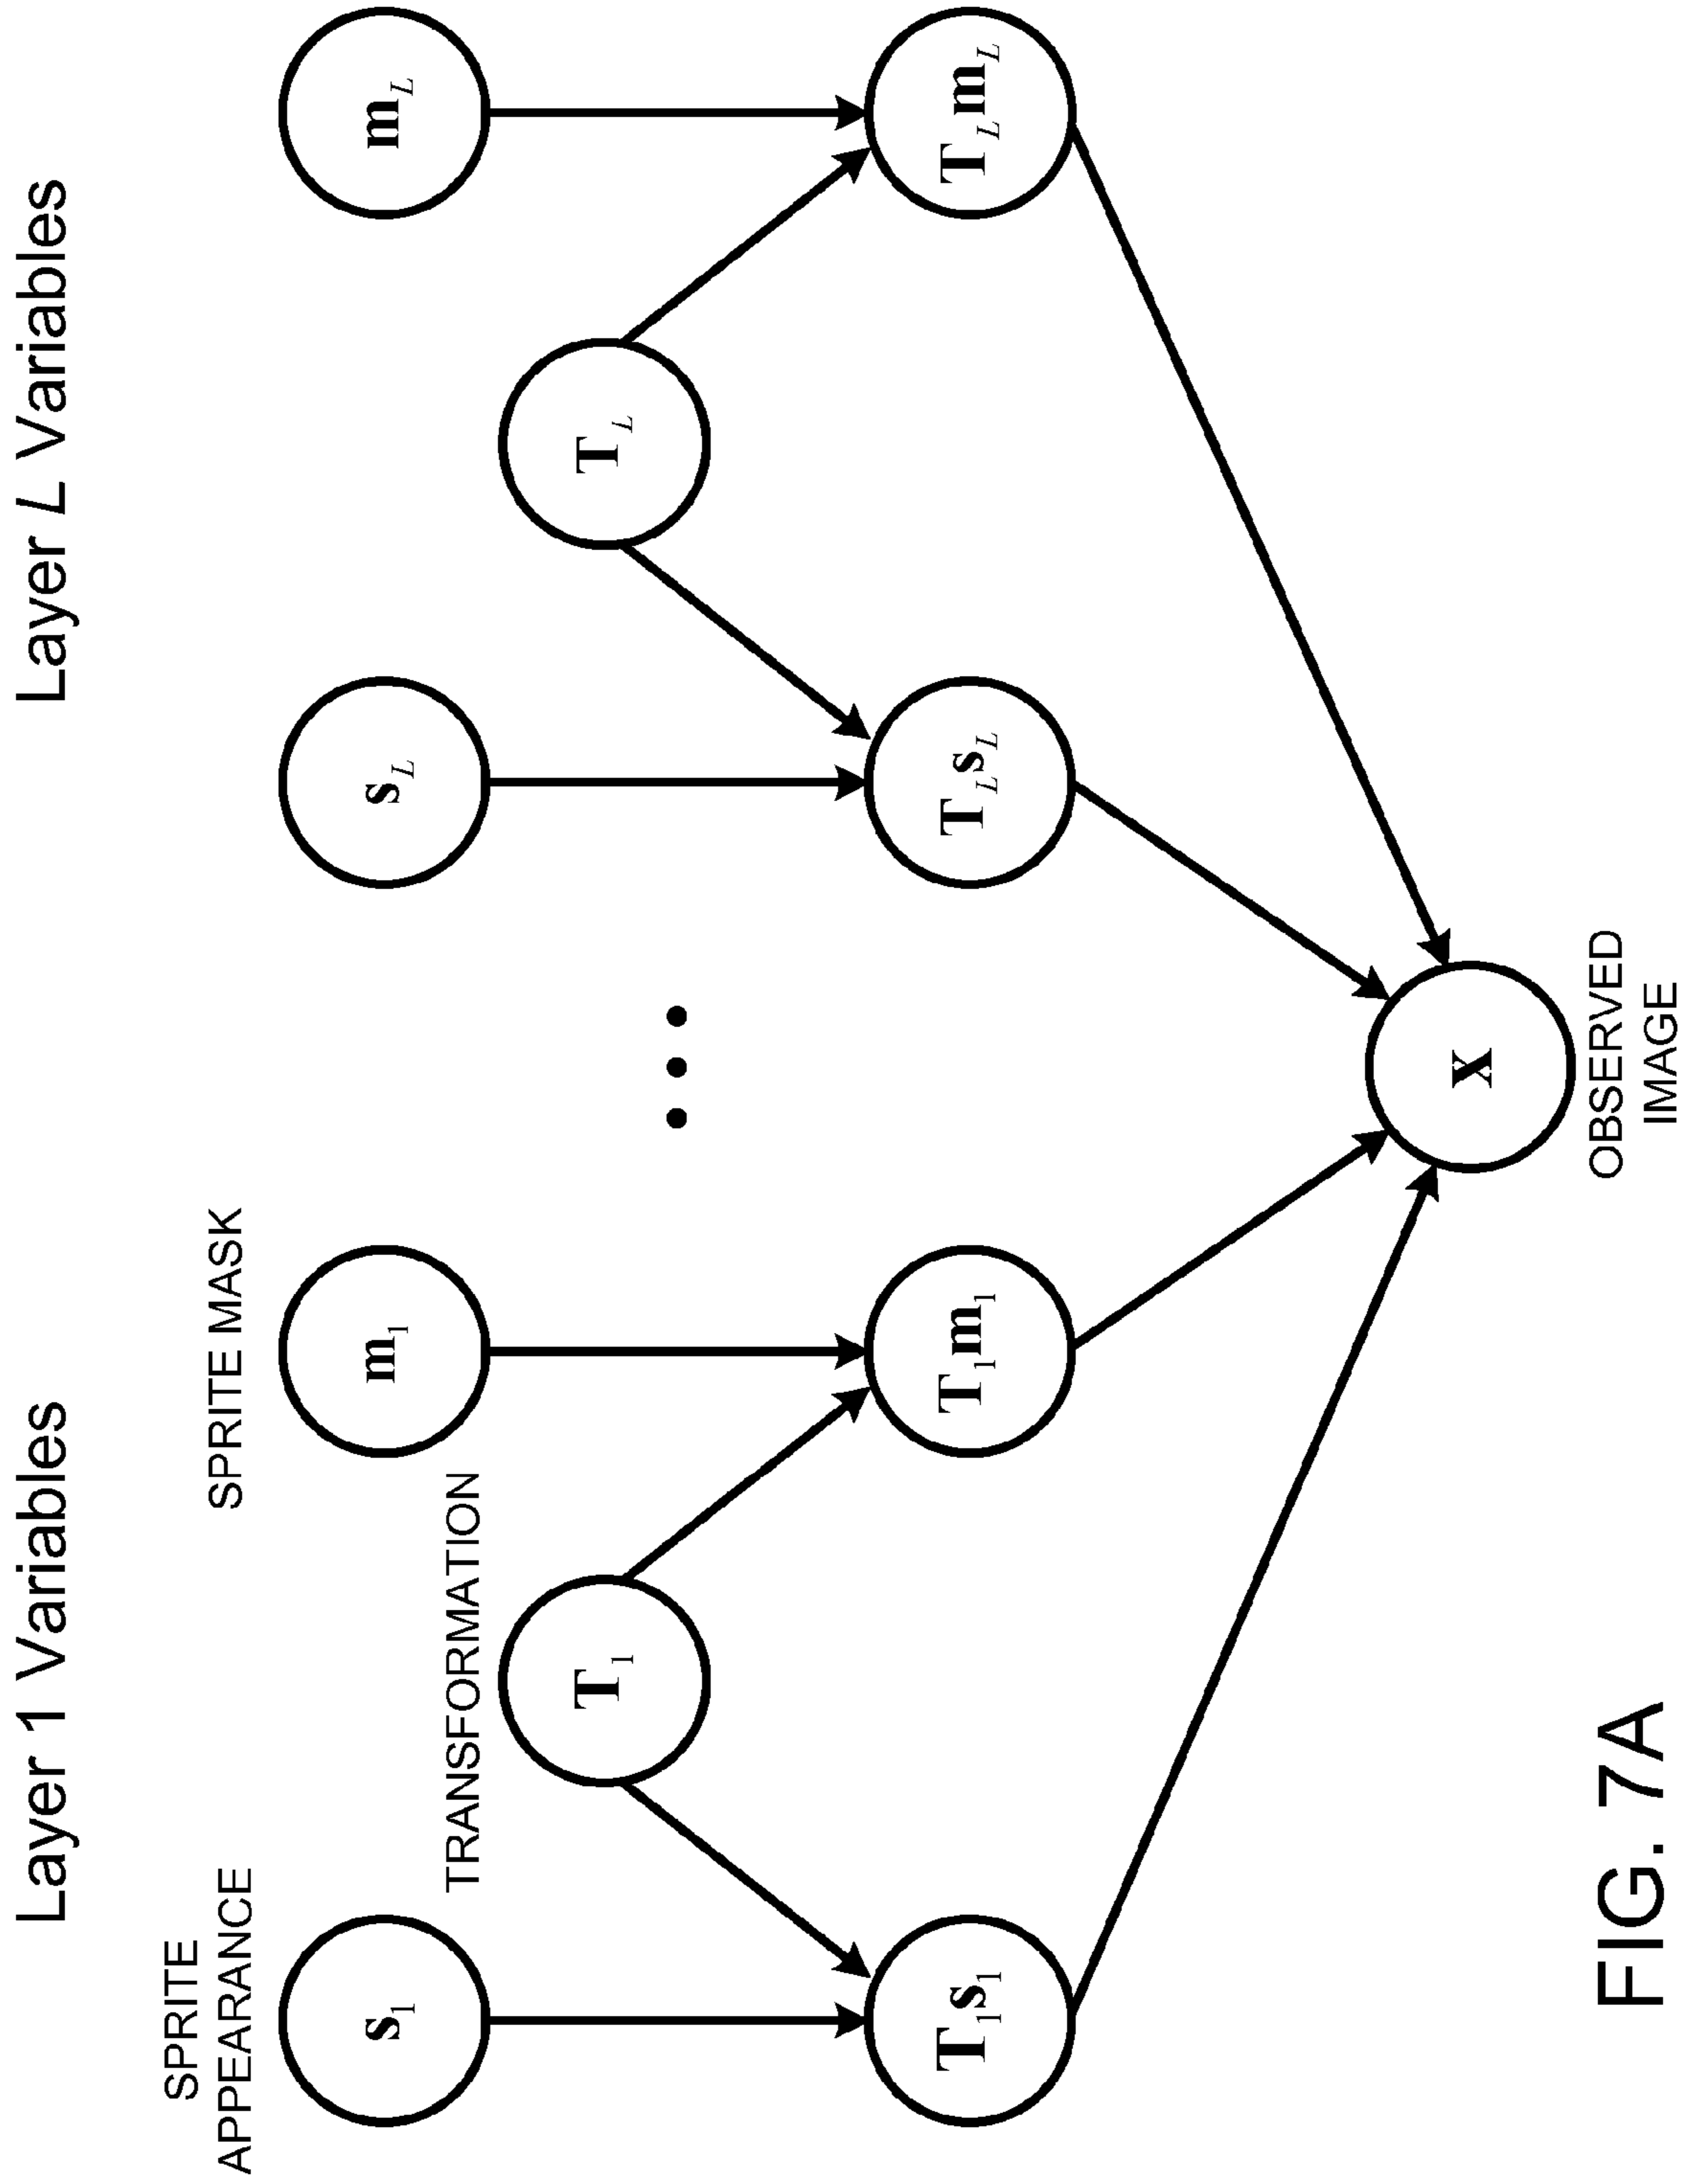 Layer 1 Variables
Layer L Variables
SPRITE
APPEARANCE
SPRITE MASK
s1
m1
sL
mL
TRANSFORMATION
T1
TL
T1s1
T1m1
TLsL
TLmL
x
OBSERVED
IMAGE
FIG. 7A